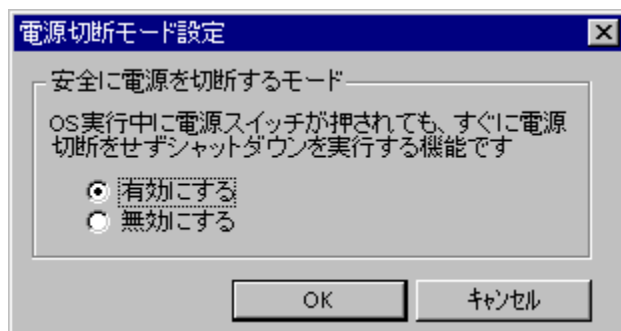 電源切断モード設定
安全に電源を切断するモード
OS実行中に電源スイッチが押されても、すぐに電源
切断をせずシャットダウンを実行する機能です
有効にする
無効にする
OK
キャンセル